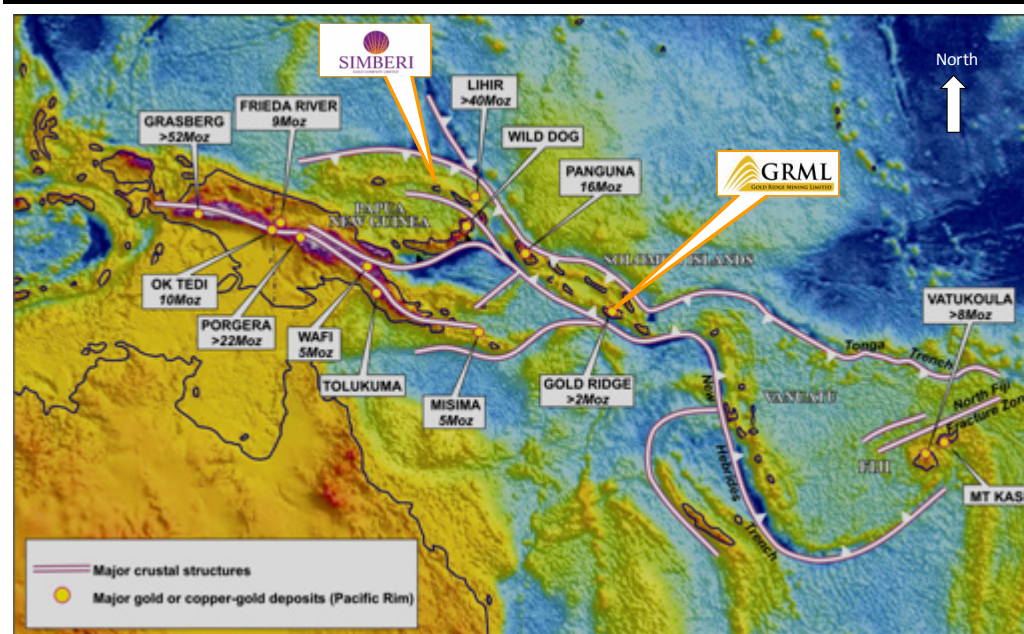 SIMBERI
GOLD COMPANY LIMITED
North
LIHIR
>40Moz
FRIEDA RIVER
9Moz
GRASBERG
>52Moz
WILD DOG
PANGUNA
16Moz
GRML
GOLD RIDGE MINING LIMITED
PAPUA
NEW GUINEA
SOLOMON ISLANDS
OK TEDI
10Moz
PORGERA
>22Moz
WAFI
5Moz
TOLUKUMA
MISIMA
5Moz
GOLD RIDGE
>2Moz
VATUKOULA
>8Moz
Tonga Trench
New Hebrides Trench
VANUATU
North Fiji
Fracture Zon
FIJI
MT KAS
Major crustal structures
Major gold or copper-gold deposits (Pacific Rim)